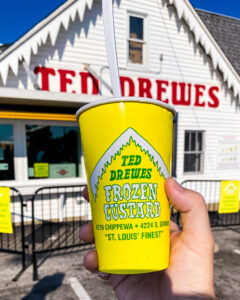 TED DREWES
TED
DREWES
FROZEN
CUSTARD
6726 CHIPPEWA • 4224 S. GRAND
"ST. LOUIS' FINEST"